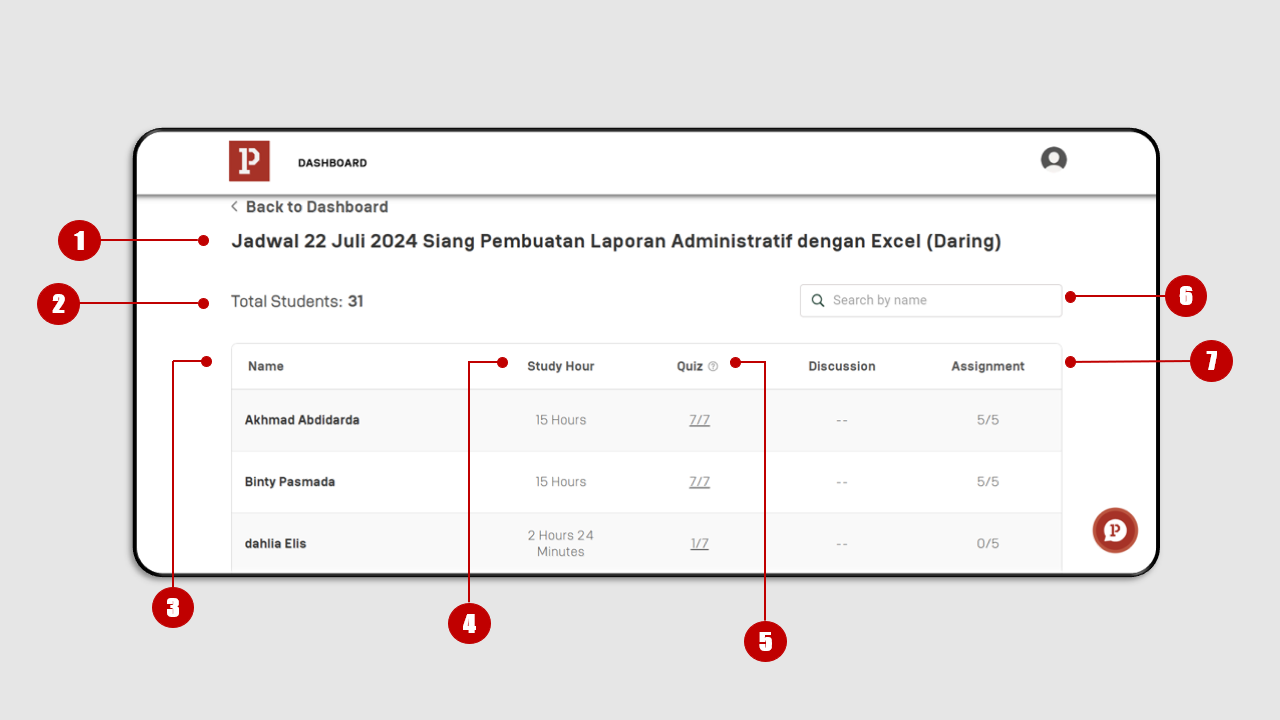 P
DASHBOARD
Back to Dashboard
1
Jadwal 22 Juli 2024 Siang Pembuatan Laporan Administratif dengan Excel (Daring)
2
Total Students: 31
Search by name
6
Name
Study Hour
Quiz ?
Discussion
Assignment
7
Akhmad Abdidarda
15 Hours
7/7
--
5/5
Binty Pasmada
15 Hours
7/7
--
5/5
dahlia Elis
2 Hours 24
Minutes
1/7
--
0/5
P
3
4
5